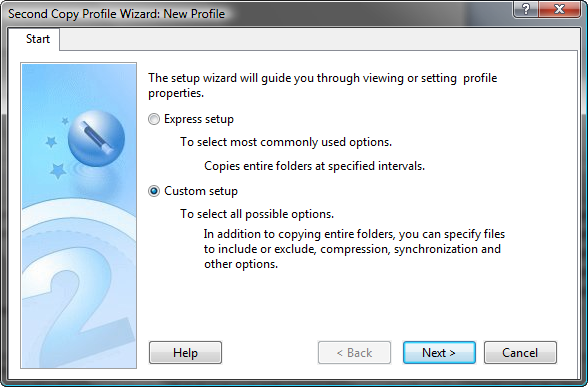 Second Copy Profile Wizard: New Profile
?
X
Start
2
The setup wizard will guide you through viewing or setting profile
properties.
Express setup
To select most commonly used options.
Copies entire folders at specified intervals.
Custom setup
To select all possible options.
In addition to copying entire folders, you can specify files
to include or exclude, compression, synchronization and
other options.
Help
< Back
Next >
Cancel